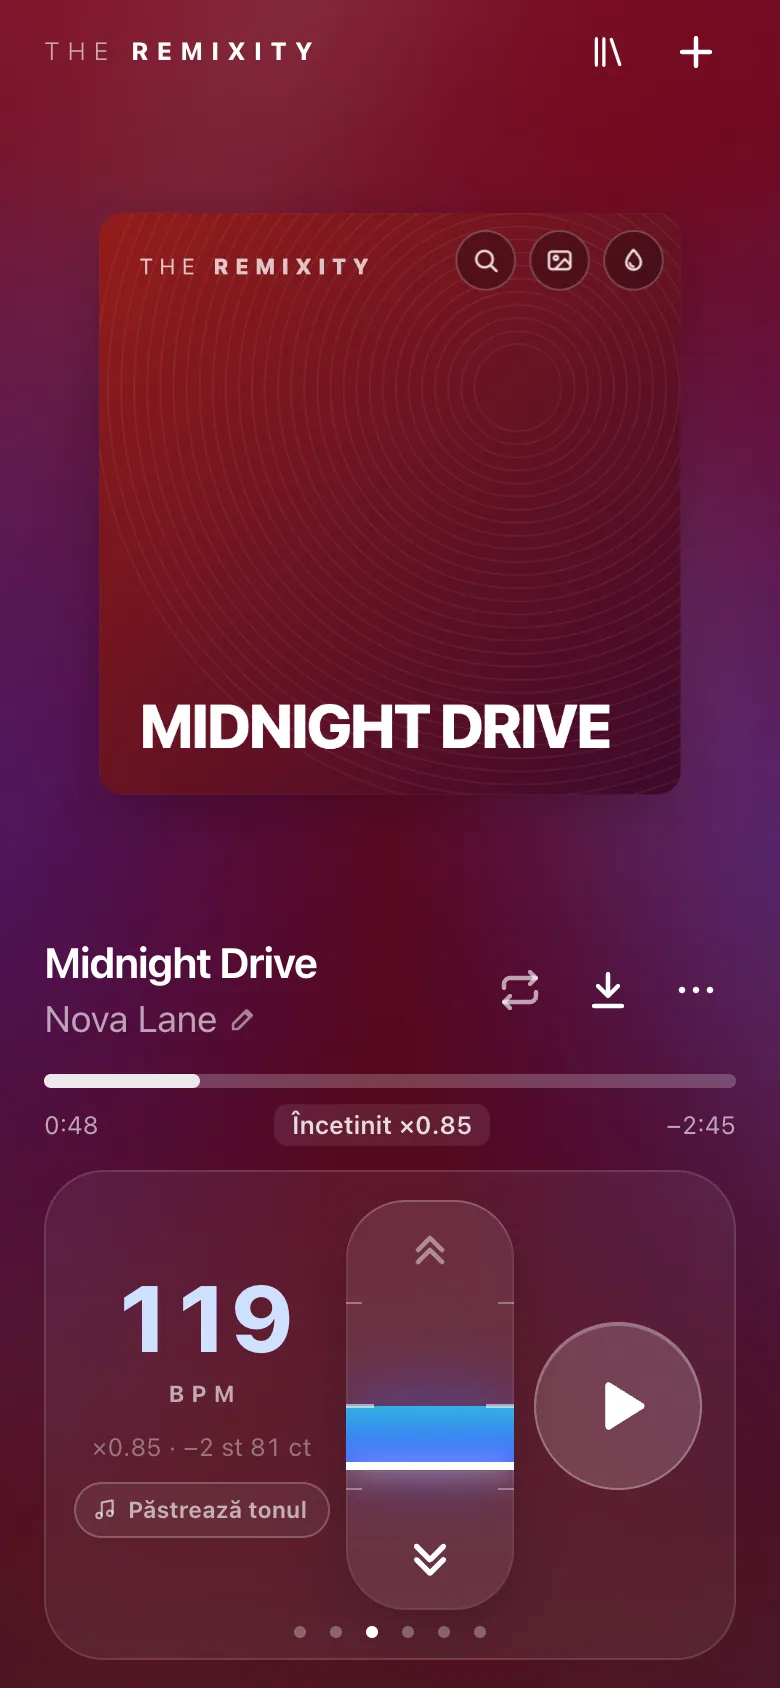 THE REMIXITY
THE REMIXITY
MIDNIGHT DRIVE
Midnight Drive
Nova Lane
0:48
Încetinit ×0.85
−2:45
119
BPM
×0.85 · −2 st 81 ct
Păstrează tonul